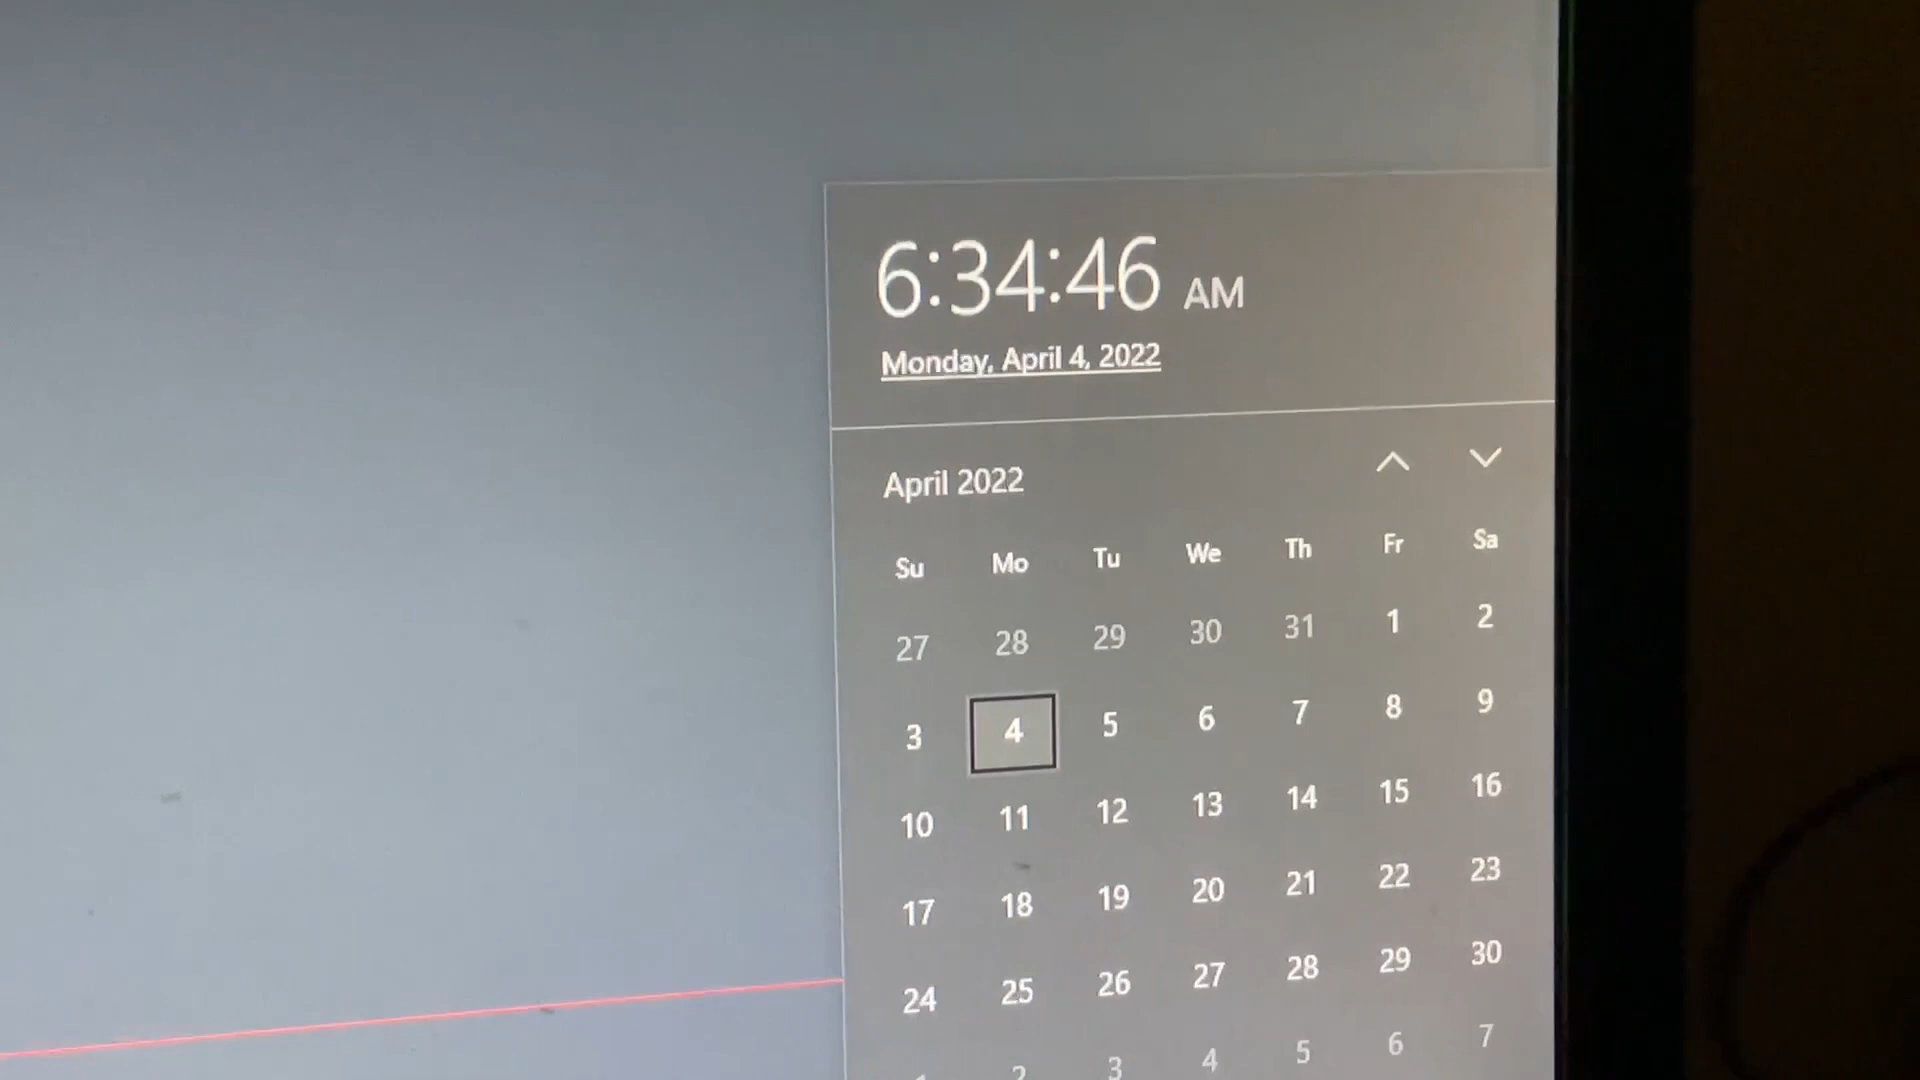 6:34:46 AM
Monday, April 4, 2022
April 2022
Su Mo Tu We Th Fr Sa
27 28 29 30 31 1 2
3 4 5 6 7 8 9
10 11 12 13 14 15 16
17 18 19 20 21 22 23
24 25 26 27 28 29 30
2 3 4 5 6 7